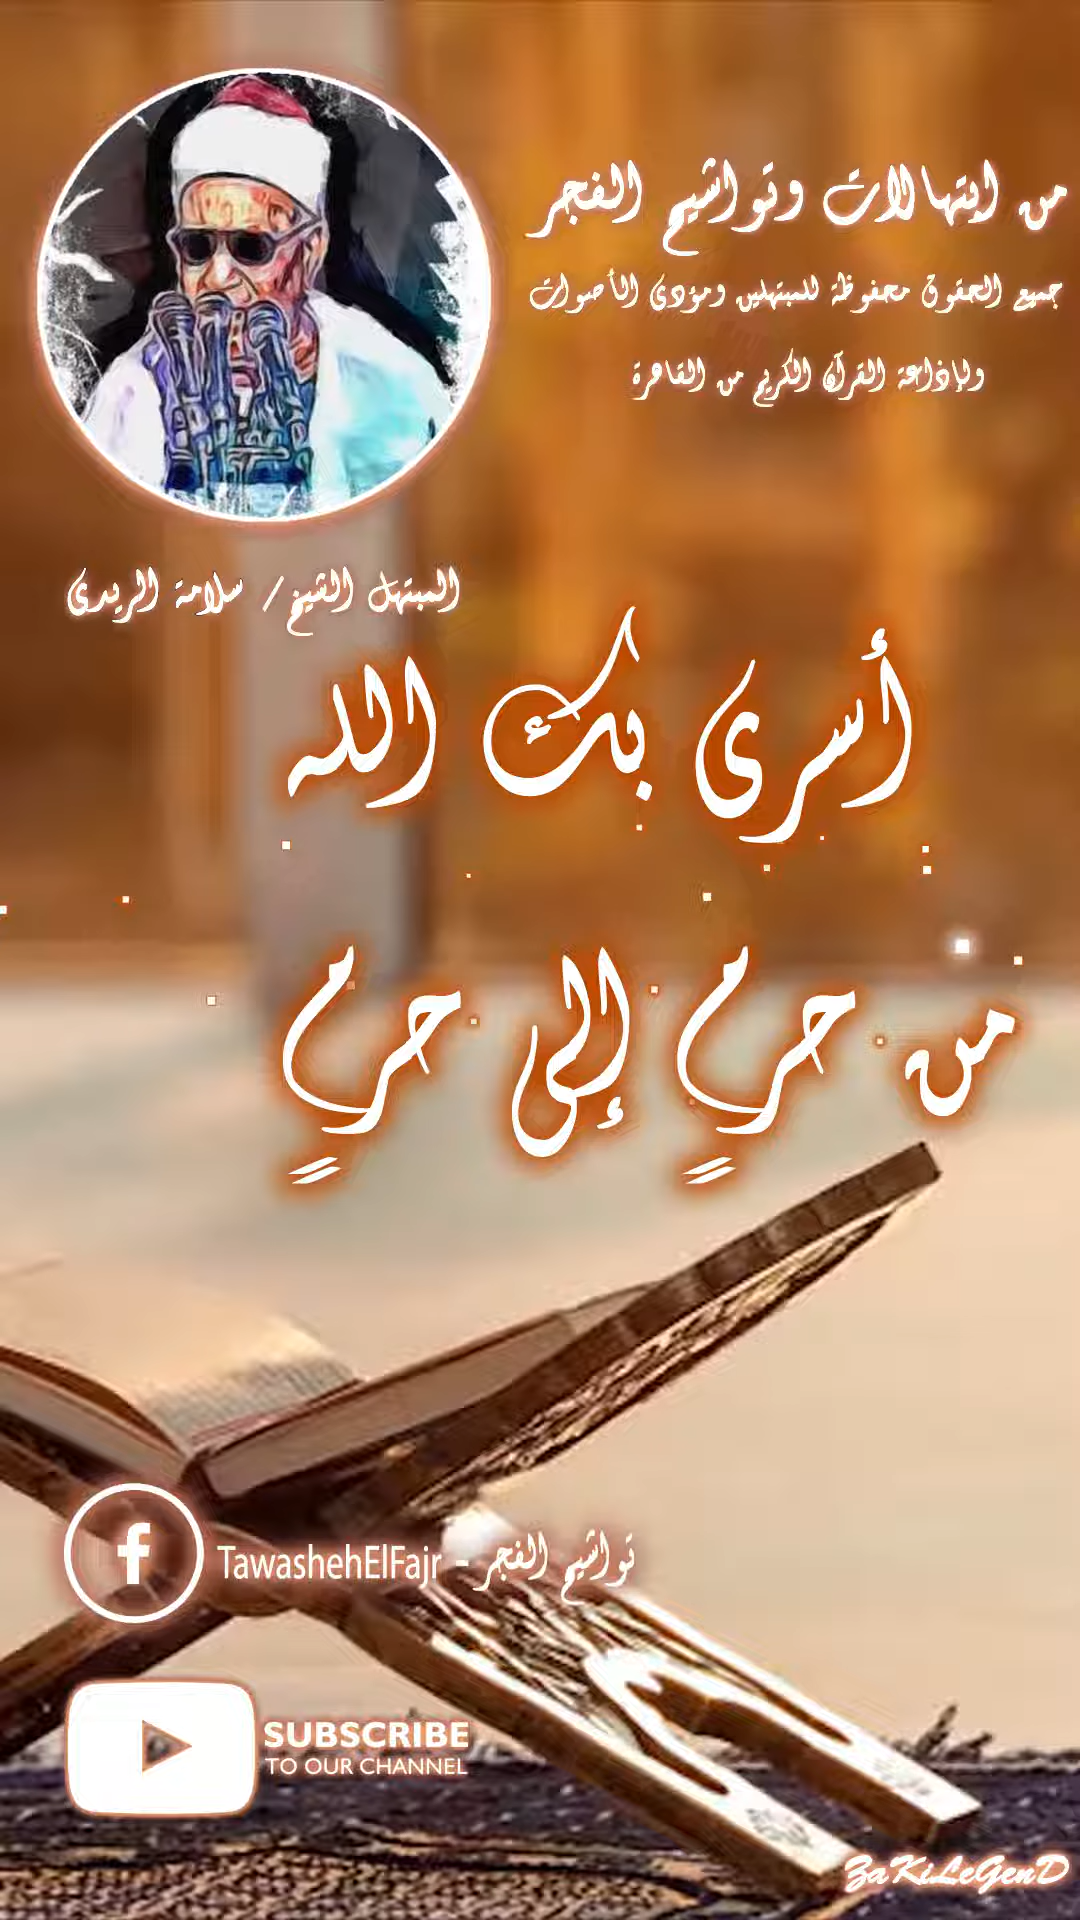 من ابتهالات وتواشيح الفجر
جميع الحقوق محفوظة للمبتهلين ومؤدى الأصوات
ولإذاعة القرآن الكريم من القاهرة
المبتهل الشيخ/ سلامة الريدى
أسرى بك الله
من حرمٍ إلى حرمٍ
TawashehElFajr - تواشيح الفجر
SUBSCRIBE
TO OUR CHANNEL
ZaKiLeGenD